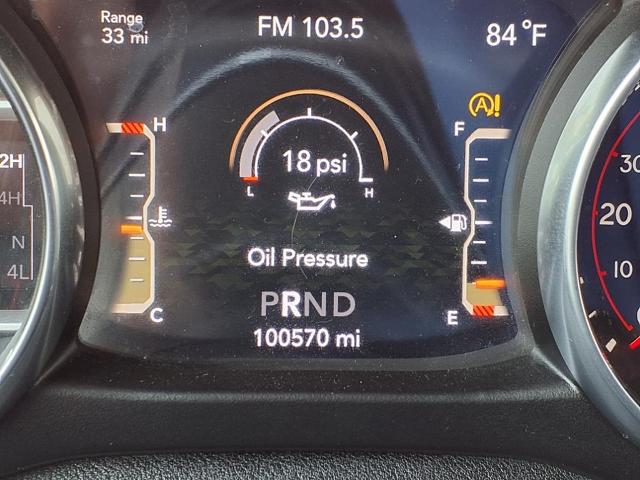 Range
33 mi
FM 103.5
84°F
A!
H
F
18 psi
L
H
2H
4H
N
4L
30
20
10
Oil Pressure
PRND
C
E
100570 mi